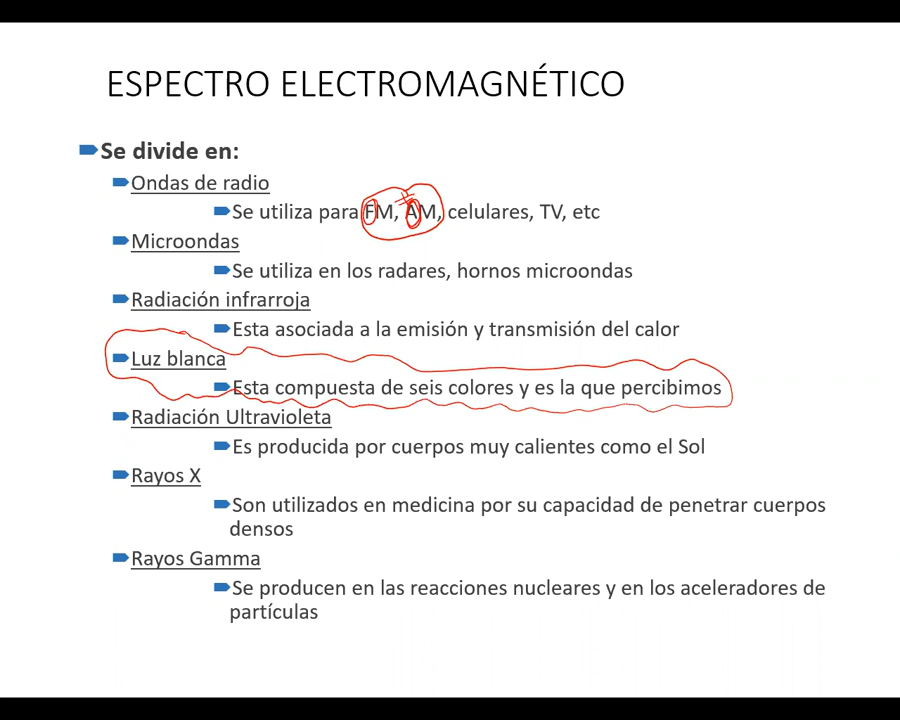 ESPECTRO ELECTROMAGNÉTICO
Se divide en:
Ondas de radio
Se utiliza para FM, AM, celulares, TV, etc
Microondas
Se utiliza en los radares, hornos microondas
Radiación infrarroja
Esta asociada a la emisión y transmisión del calor
Luz blanca
Esta compuesta de seis colores y es la que percibimos
Radiación Ultravioleta
Es producida por cuerpos muy calientes como el Sol
Rayos X
Son utilizados en medicina por su capacidad de penetrar cuerpos
densos
Rayos Gamma
Se producen en las reacciones nucleares y en los aceleradores de
partículas